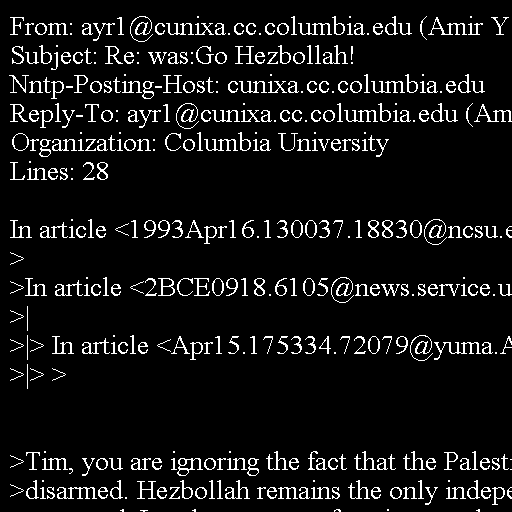 From: ayr1@cunixa.cc.columbia.edu (Amir Y
Subject: Re: was:Go Hezbollah!
Nntp-Posting-Host: cunixa.cc.columbia.edu
Reply-To: ayr1@cunixa.cc.columbia.edu (Am
Organization: Columbia University
Lines: 28
In article <1993Apr16.130037.18830@ncsu.e
>
>In article <2BCE0918.6105@news.service.u
>|
>|> In article <Apr15.175334.72079@yuma.A
>|> >
>Tim, you are ignoring the fact that the Palest
>disarmed. Hezbollah remains the only indepe